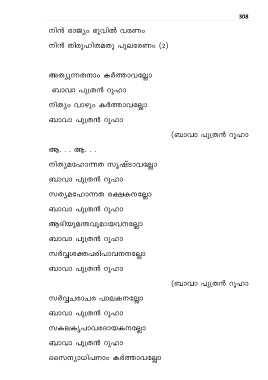 308
നിൻ രാജ്യം ഭൂവിൽ വരണം
നിൻ തിരുഹിതമതു പുലരേണം (2)
അത്യുന്നതനാം കർത്താവല്ലോ
ബാവാ പുത്രൻ റൂഹാ
നിത്യം വാഴും കർത്താവല്ലോ
ബാവാ പുത്രൻ റൂഹാ
(ബാവാ പുത്രൻ റൂഹാ
ആ. . . ആ. . .
നിത്യമഹോന്നത സൃഷ്ടാവല്ലോ
ബാവാ പുത്രൻ റൂഹാ
സത്യമഹോന്നത രക്ഷകനല്ലോ
ബാവാ പുത്രൻ റൂഹാ
ആദിയുമന്തവുമായവനല്ലോ
ബാവാ പുത്രൻ റൂഹാ
സർവ്വശക്തപരിപാവനനല്ലോ
ബാവാ പുത്രൻ റൂഹാ
(ബാവാ പുത്രൻ റൂഹാ
സർവ്വചരാചര പാലകനല്ലോ
ബാവാ പുത്രൻ റൂഹാ
സകലകൃപാവരദായകനല്ലോ
ബാവാ പുത്രൻ റൂഹാ
സൈന്യാധിപനാം കർത്താവല്ലോ